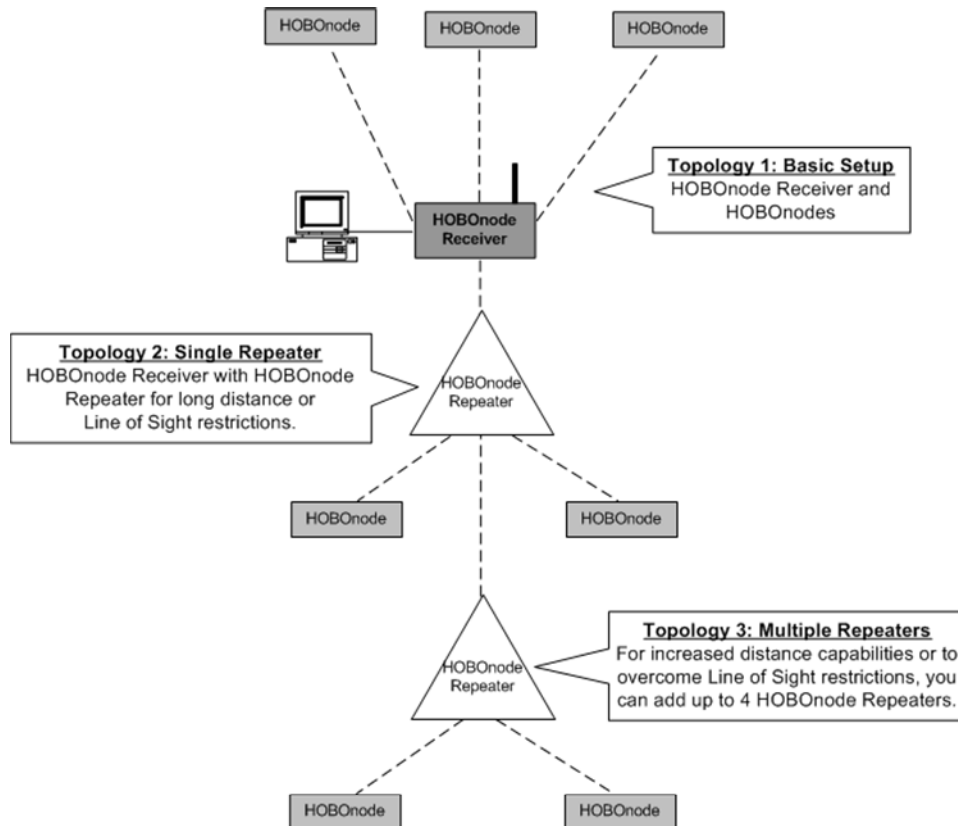 HOBOnode
HOBOnode
HOBOnode
Topology 1: Basic Setup
HOBOnode Receiver and
HOBOnodes
HOBOnode
Receiver
Topology 2: Single Repeater
HOBOnode Receiver with HOBOnode
Repeater for long distance or
Line of Sight restrictions.
HOBOnode
Repeater
HOBOnode
HOBOnode
Topology 3: Multiple Repeaters
For increased distance capabilities or to
overcome Line of Sight restrictions, you
can add up to 4 HOBOnode Repeaters.
HOBOnode
Repeater
HOBOnode
HOBOnode